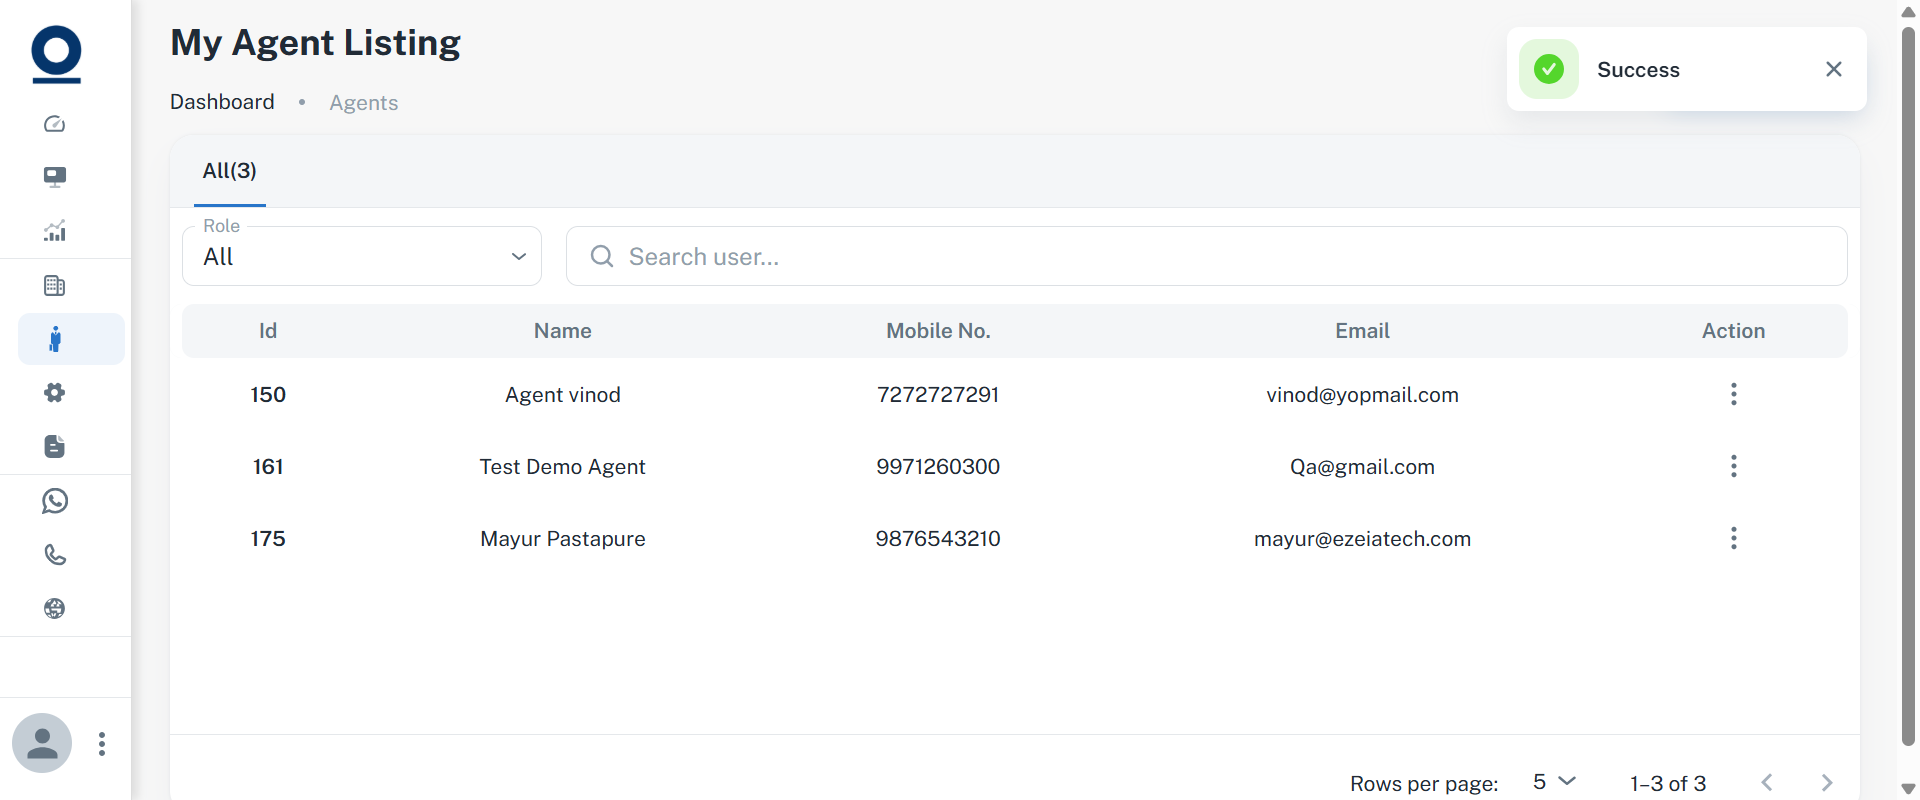 My Agent Listing
Success
Dashboard • Agents
All(3)
Role
All
Search user...
Id Name Mobile No. Email Action
150 Agent vinod 7272727291 vinod@yopmail.com
161 Test Demo Agent 9971260300 Qa@gmail.com
175 Mayur Pastapure 9876543210 mayur@ezeiatech.com
Rows per page: 5 1–3 of 3